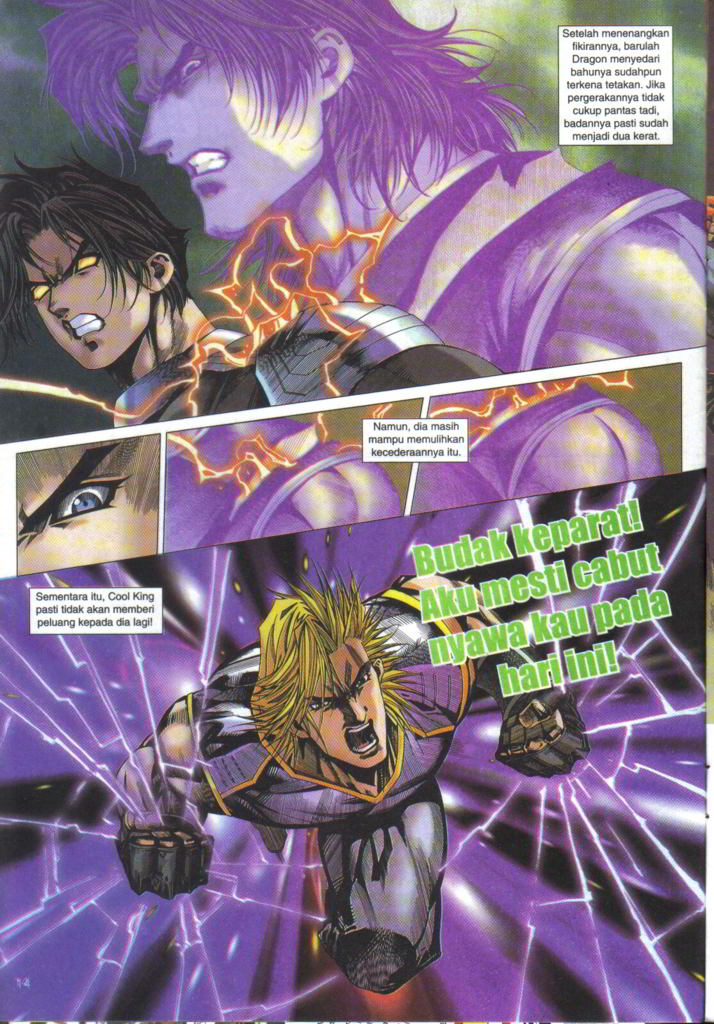 Setelah menenangkan
fikirannya, barulah
Dragon menyedari
bahunya sudahpun
terkena tetakan. Jika
pergerakannya tidak
cukup pantas tadi,
badannya pasti sudah
menjadi dua kerat.
Namun, dia masih
mampu memulihkan
kecederaannya itu.
Budak keparat!
Aku mesti cabut
nyawa kau pada
hari ini!
Sementara itu, Cool King
pasti tidak akan memberi
peluang kepada dia lagi!
14